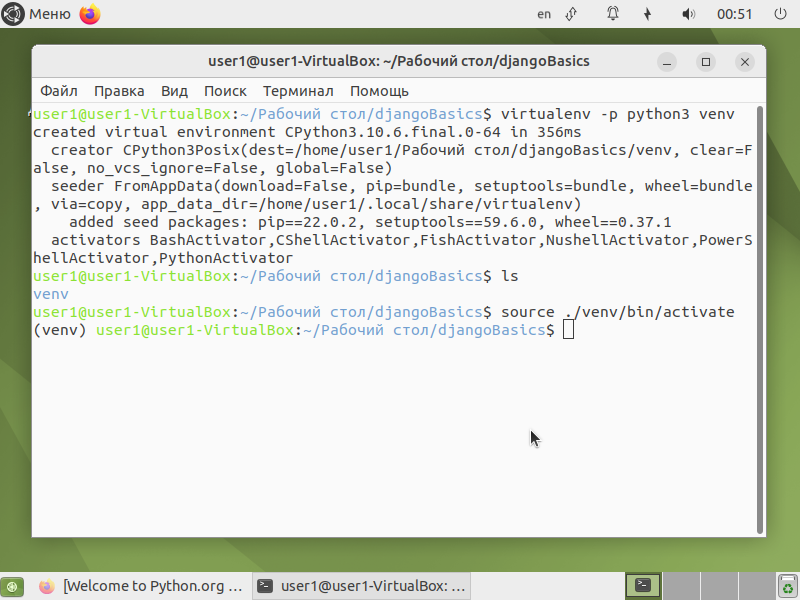 Меню
en
00:51
user1@user1-VirtualBox: ~/Рабочий стол/djangoBasics
Файл Правка Вид Поиск Терминал Помощь
user1@user1-VirtualBox:~/Рабочий стол/djangoBasics$ virtualenv -p python3 venv
created virtual environment CPython3.10.6.final.0-64 in 356ms
  creator CPython3Posix(dest=/home/user1/Рабочий стол/djangoBasics/venv, clear=F
alse, no_vcs_ignore=False, global=False)
  seeder FromAppData(download=False, pip=bundle, setuptools=bundle, wheel=bundle
, via=copy, app_data_dir=/home/user1/.local/share/virtualenv)
    added seed packages: pip==22.0.2, setuptools==59.6.0, wheel==0.37.1
  activators BashActivator,CShellActivator,FishActivator,NushellActivator,PowerS
hellActivator,PythonActivator
user1@user1-VirtualBox:~/Рабочий стол/djangoBasics$ ls
venv
user1@user1-VirtualBox:~/Рабочий стол/djangoBasics$ source ./venv/bin/activate
(venv) user1@user1-VirtualBox:~/Рабочий стол/djangoBasics$
[Welcome to Python.org ...
user1@user1-VirtualBox: ...